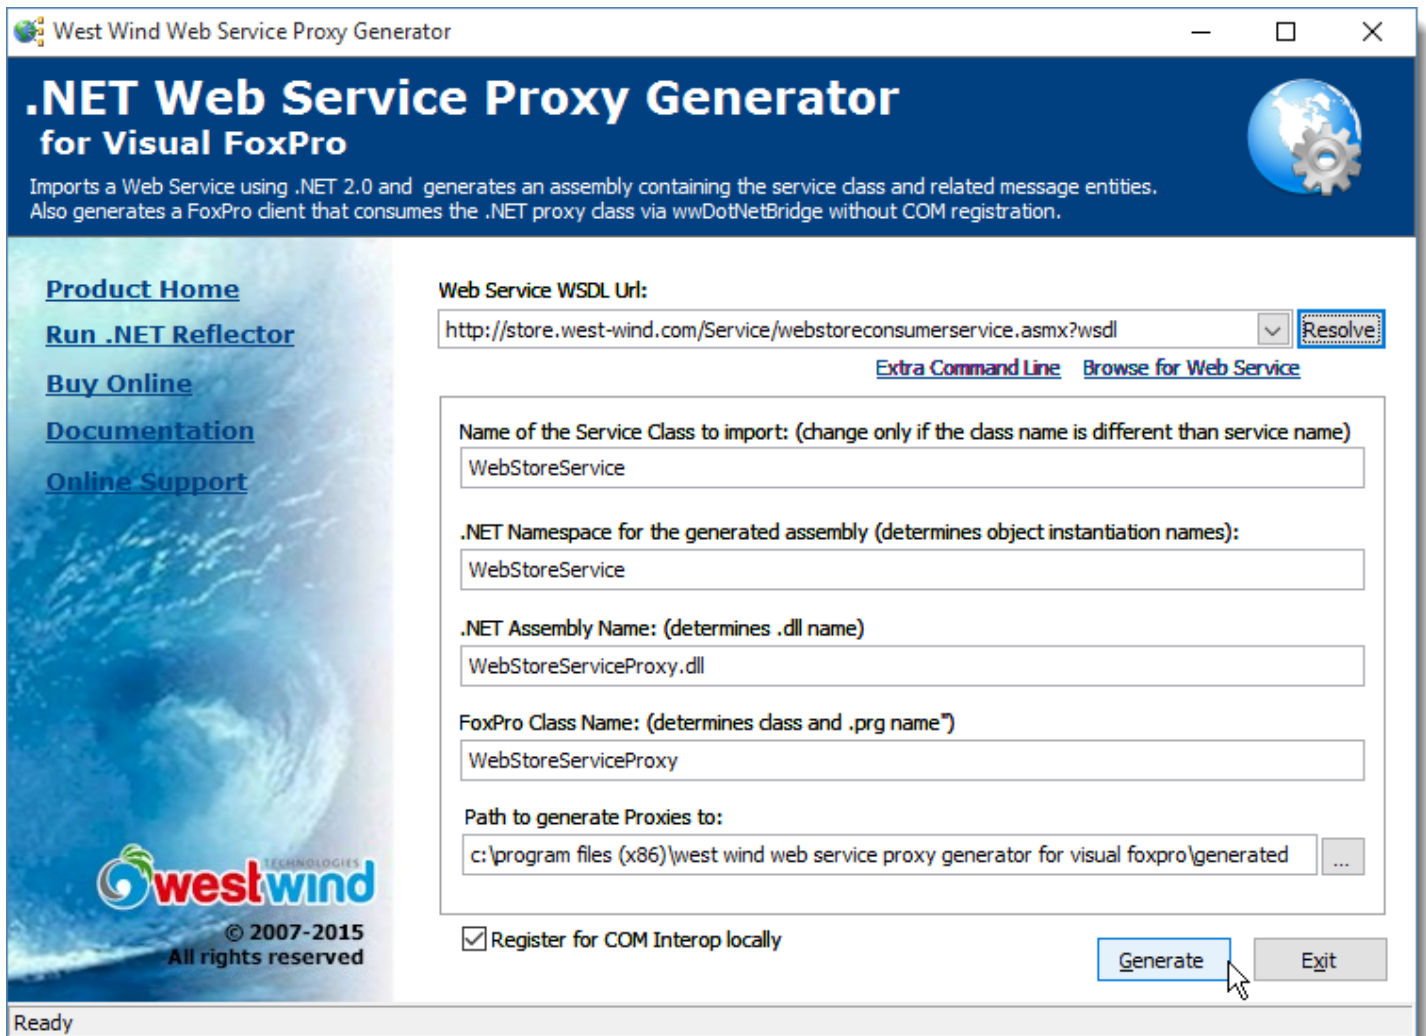 West Wind Web Service Proxy Generator
.NET Web Service Proxy Generator
for Visual FoxPro
Imports a Web Service using .NET 2.0 and generates an assembly containing the service class and related message entities.
Also generates a FoxPro client that consumes the .NET proxy class via wwDotNetBridge without COM registration.
Product Home
Run .NET Reflector
Buy Online
Documentation
Online Support
TECHNOLOGIES
westwind
© 2007-2015
All rights reserved
Web Service WSDL Url:
http://store.west-wind.com/Service/webstoreconsumerservice.asmx?wsdl
Resolve
Extra Command Line Browse for Web Service
Name of the Service Class to import: (change only if the class name is different than service name)
WebStoreService
.NET Namespace for the generated assembly (determines object instantiation names):
WebStoreService
.NET Assembly Name: (determines .dll name)
WebStoreServiceProxy.dll
FoxPro Class Name: (determines class and .prg name")
WebStoreServiceProxy
Path to generate Proxies to:
c:\program files (x86)\west wind web service proxy generator for visual foxpro\generated
...
Register for COM Interop locally
Generate
Exit
Ready